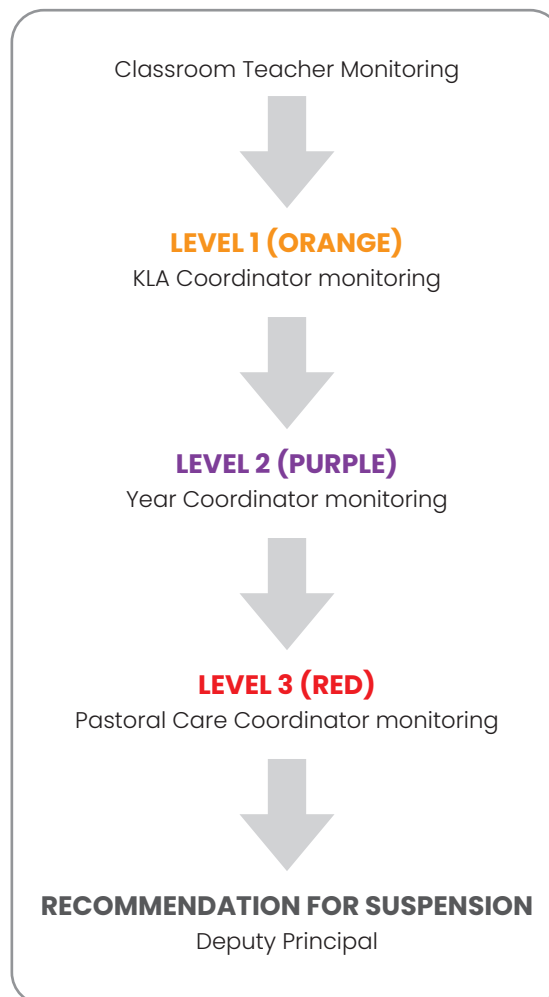 Classroom Teacher Monitoring
LEVEL 1 (ORANGE)
KLA Coordinator monitoring
LEVEL 2 (PURPLE)
Year Coordinator monitoring
LEVEL 3 (RED)
Pastoral Care Coordinator monitoring
RECOMMENDATION FOR SUSPENSION
Deputy Principal